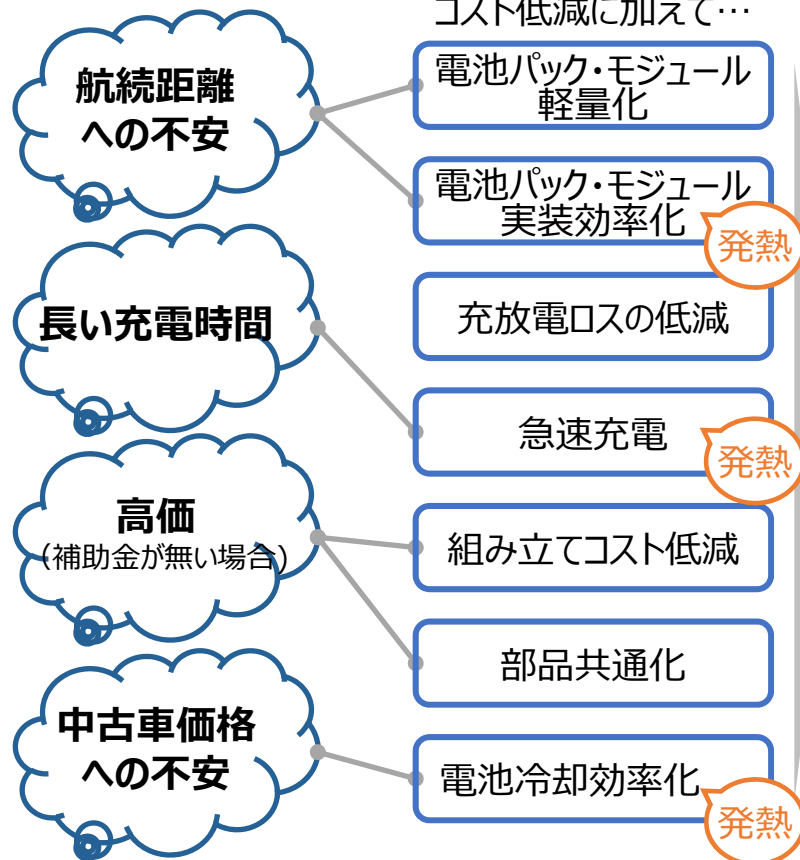 コスト低減に加えて…
航続距離
への不安
電池パック・モジュール
軽量化
電池パック・モジュール
実装効率化
発熱
長い充電時間
充放電ロスの低減
急速充電
発熱
高価
（補助金が無い場合）
組み立てコスト低減
部品共通化
中古車価格
への不安
電池冷却効率化
発熱